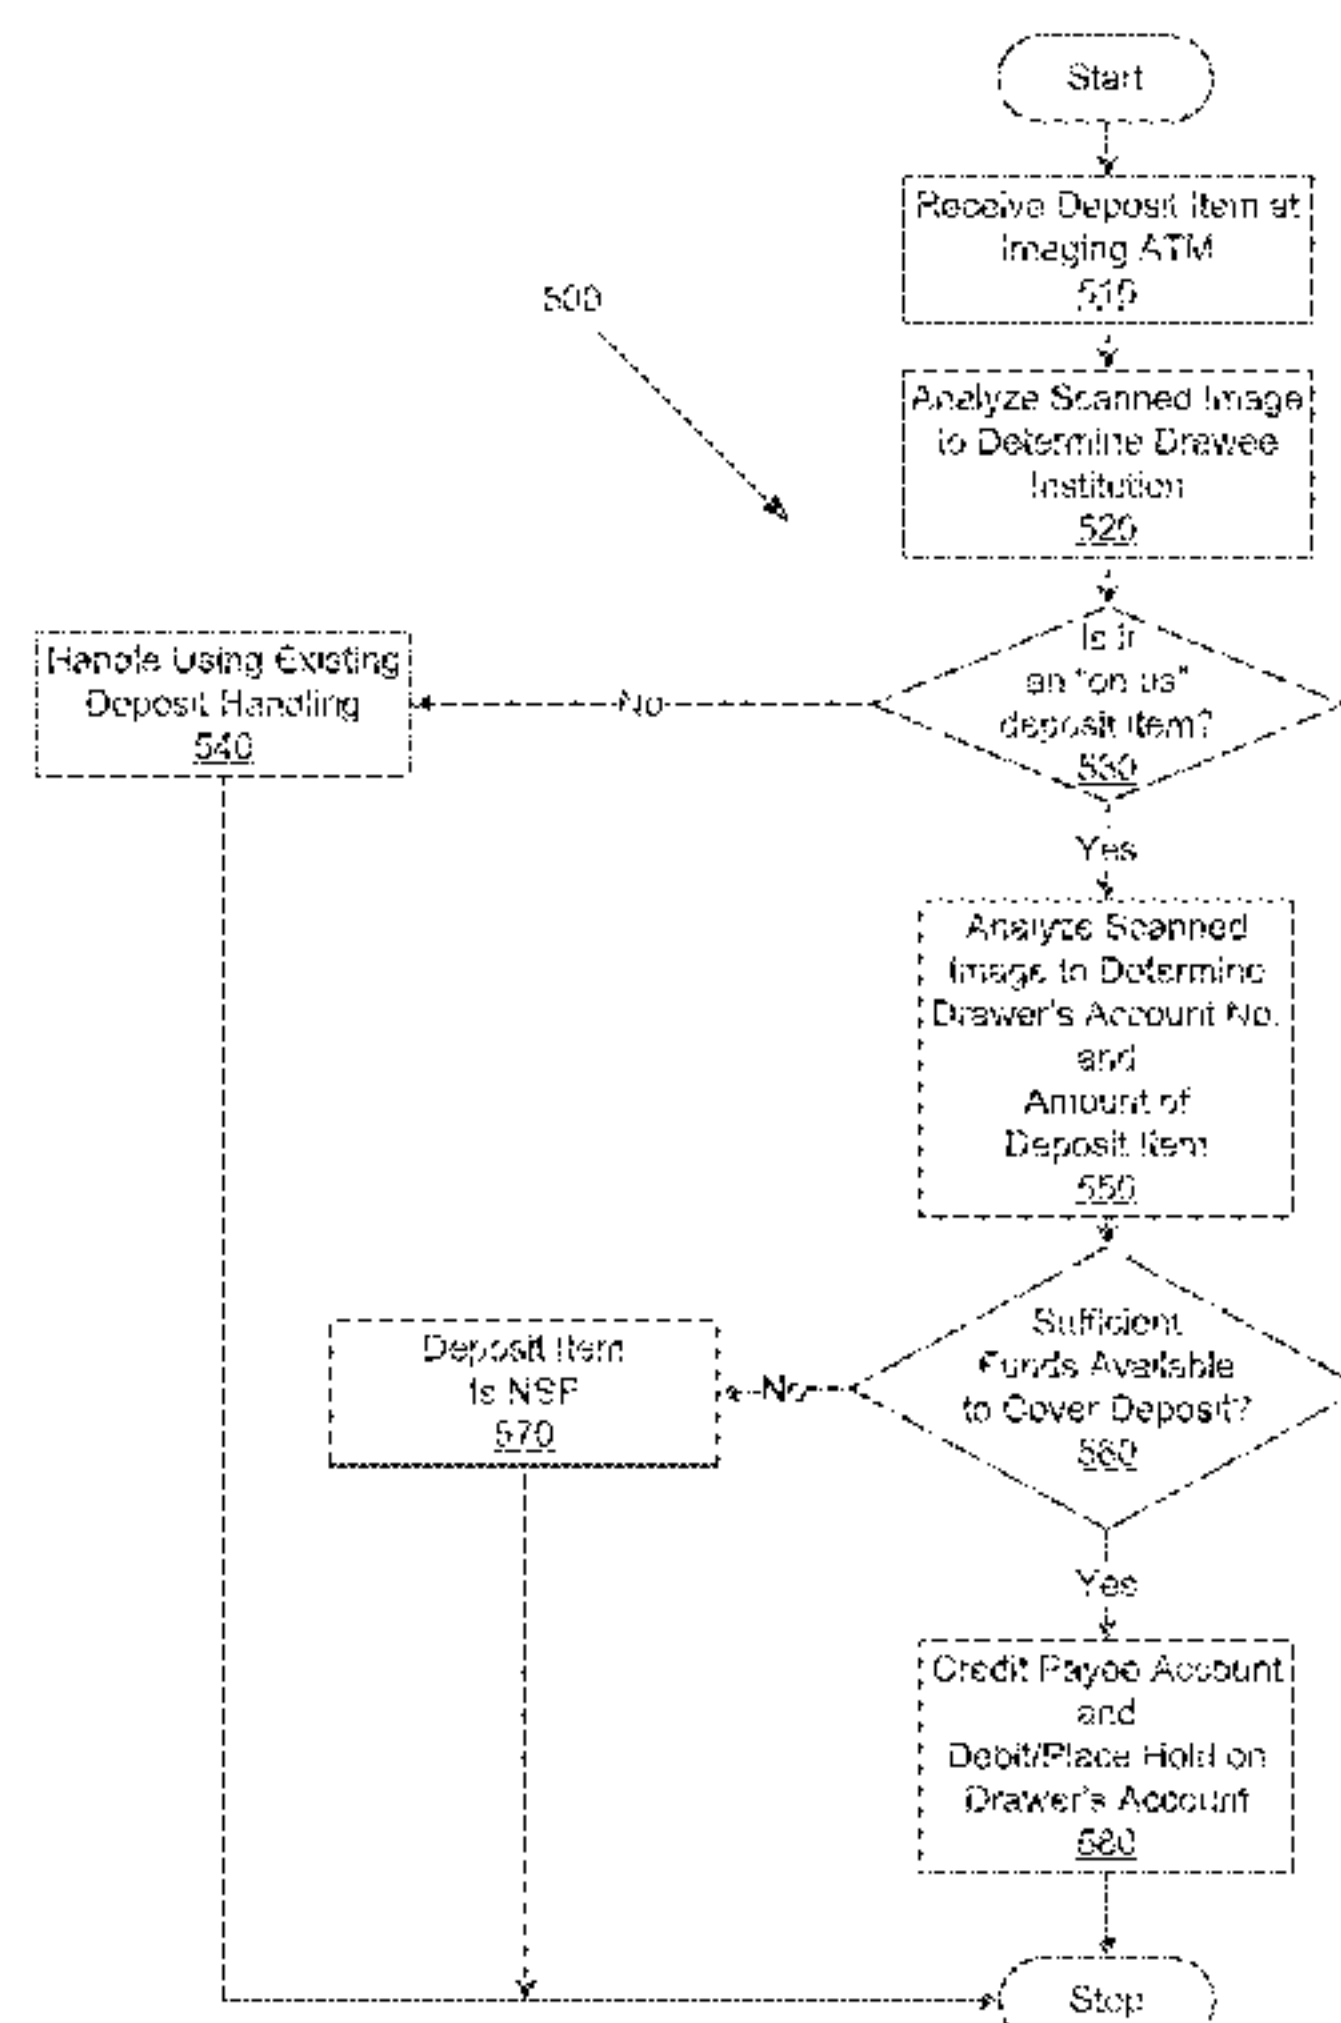 Start
Receive Deposit Item at
Imaging ATM
510
500
Analyze Scanned Image
to Determine Drawee
Institution
520
Is it
an "on us"
deposit item?
530
No
Handle Using Existing
Deposit Handling
540
Yes
Analyze Scanned
Image to Determine
Drawer's Account No.
and
Amount of
Deposit Item
550
Sufficient
Funds Available
to Cover Deposit?
560
No
Deposit Item
Is NSF
570
Yes
Credit Payee Account
and
Debit/Place Hold on
Drawer's Account
580
Stop